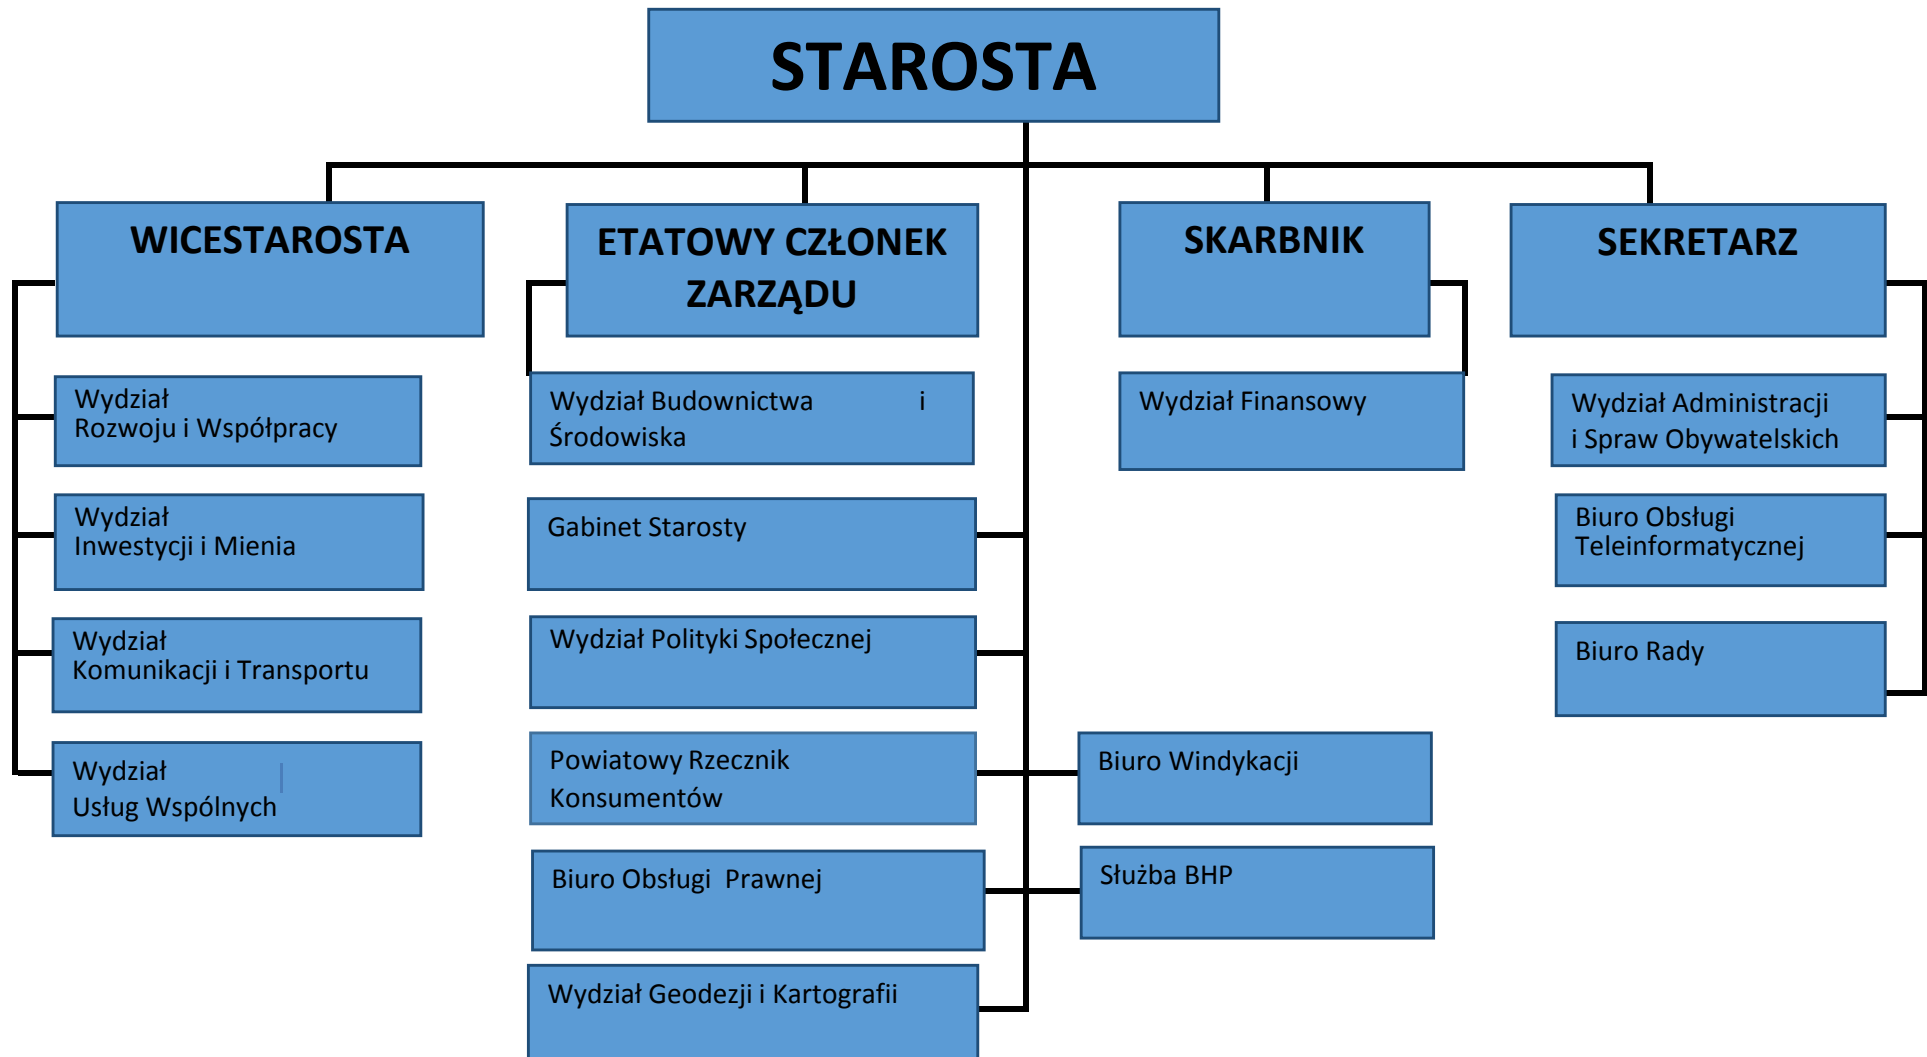 STAROSTA
WICESTAROSTA
ETATOWY CZŁONEK
ZARZĄDU
SKARBNIK
SEKRETARZ
Wydział
Rozwoju i Współpracy
Wydział
Inwestycji i Mienia
Wydział
Komunikacji i Transportu
Wydział
Usług Wspólnych
Wydział Budownictwa i
Środowiska
Gabinet Starosty
Wydział Polityki Społecznej
Powiatowy Rzecznik
Konsumentów
Biuro Obsługi Prawnej
Wydział Geodezji i Kartografii
Wydział Finansowy
Biuro Windykacji
Służba BHP
Wydział Administracji
i Spraw Obywatelskich
Biuro Obsługi
Teleinformatycznej
Biuro Rady